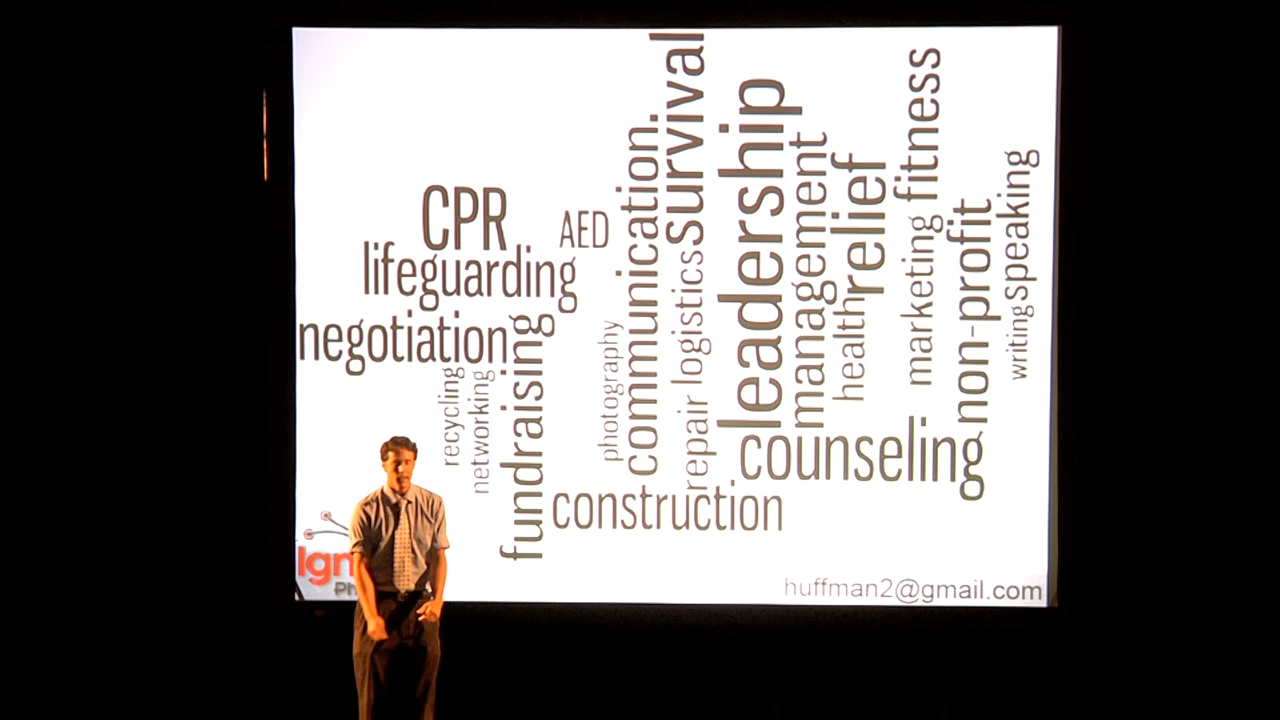 CPR
AED
lifeguarding
negotiation
recycling
networking
fundraising
photography
communication
survival
logistics
repair
leadership
management
relief
health
fitness
marketing
non-profit
speaking
writing
counseling
construction
Ign
Ph
huffman2@gmail.com